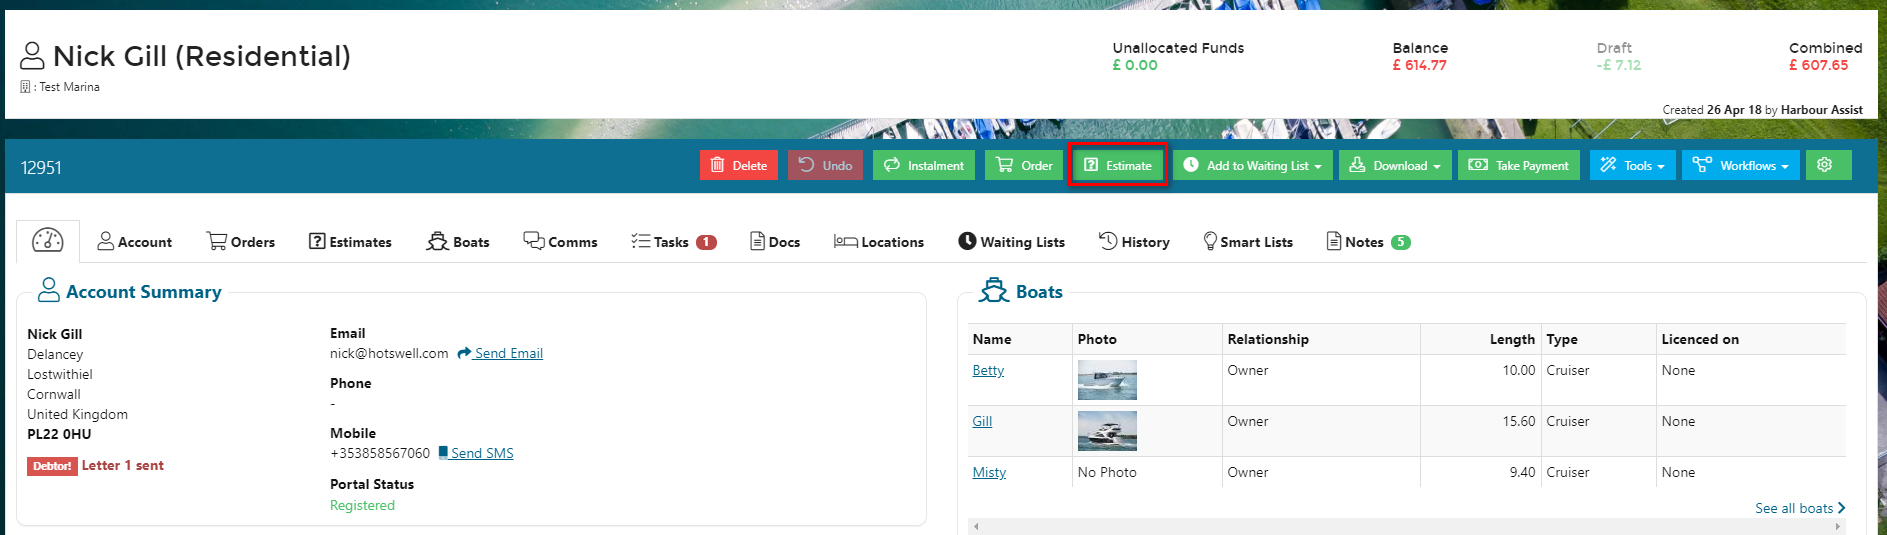 Nick Gill (Residential)
: Test Marina
Unallocated Funds
£ 0.00
Balance
£ 614.77
Draft
-£ 7.12
Combined
£ 607.65
Created 26 Apr 18 by Harbour Assist
12951
Delete
Undo
Instalment
Order
Estimate
Add to Waiting List
Download
Take Payment
Tools
Workflows
Account
Orders
Estimates
Boats
Comms
Tasks 1
Docs
Locations
Waiting Lists
History
Smart Lists
Notes 5
Account Summary
Nick Gill
Delancey
Lostwithiel
Cornwall
United Kingdom
PL22 0HU
Debtor! Letter 1 sent
Email
nick@hotswell.com Send Email
Phone
-
Mobile
+353858567060 Send SMS
Portal Status
Registered
Boats
Name Photo Relationship Length Type Licenced on
Betty Owner 10.00 Cruiser None
Gill Owner 15.60 Cruiser None
Misty No Photo Owner 9.40 Cruiser None
See all boats